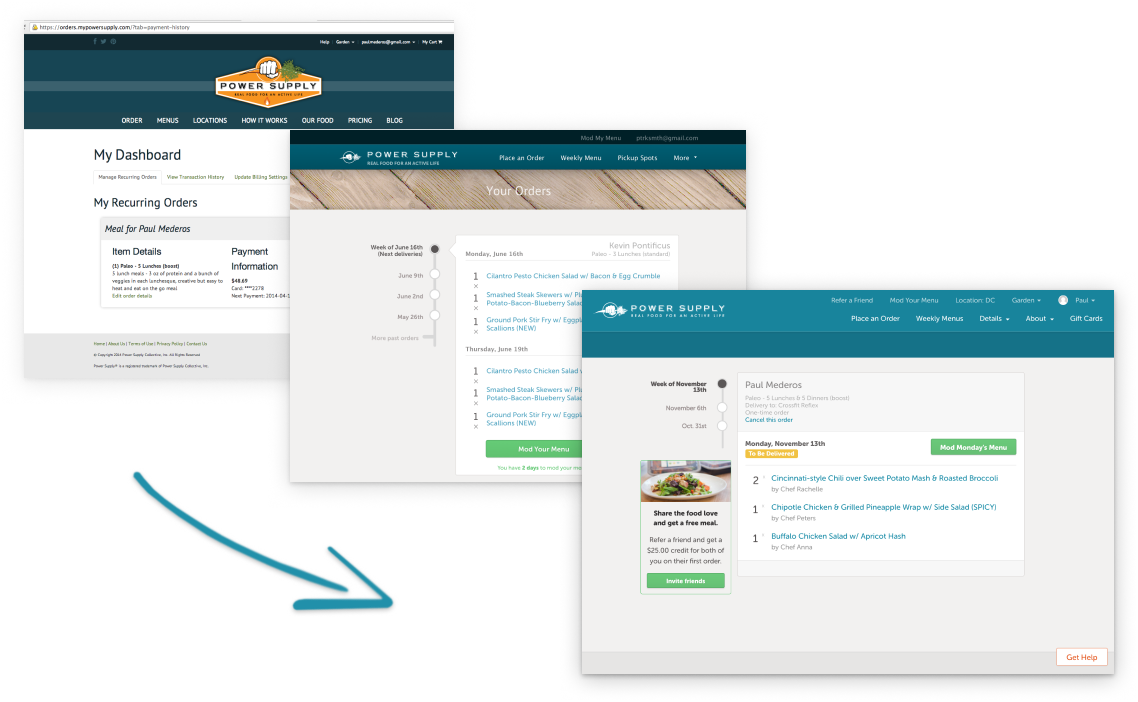 https://orders.mypowersupply.com/?tab=payment-history
Help
Garden
paulmederos@gmail.com
My Cart
POWER SUPPLY
REAL FOOD FOR AN ACTIVE LIFE
ORDER MENUS LOCATIONS HOW IT WORKS OUR FOOD PRICING BLOG
My Dashboard
Manage Recurring Orders View Transaction History Update Billing Settings
My Recurring Orders
Meal for Paul Mederos
Item Details
(1) Paleo - 5 Lunches (boost)
5 lunch meals - 3 oz of protein and a bunch of
veggies in each lunchesque, creative but easy to
heat and eat on the go meal
Edit order details
Payment
Information
$48.69
Card: ****2278
Next Payment: 2014-04-1
Home | About Us | Terms of Use | Privacy Policy | Contact Us
© Copyright 2014 Power Supply Collective, Inc. All Rights Reserved
Power Supply® is a registered trademark of Power Supply Collective, Inc.
Mod My Menu ptrksmth@gmail.com
POWER SUPPLY
REAL FOOD FOR AN ACTIVE LIFE
Place an Order Weekly Menu Pickup Spots More
Your Orders
Week of June 16th
(Next deliveries)
June 9th
June 2nd
May 26th
More past orders
Kevin Pontificus
Paleo - 3 Lunches (standard)
Monday, June 16th
1 Cilantro Pesto Chicken Salad w/ Bacon & Egg Crumble
1 Smashed Steak Skewers w/ Pla
Potato-Bacon-Blueberry Salad
1 Ground Pork Stir Fry w/ Eggpla
Scallions (NEW)
Thursday, June 19th
1 Cilantro Pesto Chicken Salad
1 Smashed Steak Skewers w/ Pl
Potato-Bacon-Blueberry Salad
1 Ground Pork Stir Fry w/ Eggpla
Scallions (NEW)
Mod Your Menu
You have 2 days to mod your me
Refer a Friend Mod Your Menu Location: DC Garden Paul
POWER SUPPLY
REAL FOOD FOR AN ACTIVE LIFE
Place an Order Weekly Menus Details About Gift Cards
Week of November
13th
November 6th
Oct. 31st
Share the food love
and get a free meal.
Refer a friend and get a
$25.00 credit for both of
you on their first order.
Invite friends
Paul Mederos
Paleo - 5 Lunches & 5 Dinners (boost)
Delivery to: Crossfit Reflex
One-time order
Cancel this order
Monday, November 13th
To Be Delivered
Mod Monday's Menu
2 Cincinnati-style Chili over Sweet Potato Mash & Roasted Broccoli
by Chef Rachelle
1 Chipotle Chicken & Grilled Pineapple Wrap w/ Side Salad (SPICY)
by Chef Peters
1 Buffalo Chicken Salad w/ Apricot Hash
by Chef Anna
Get Help